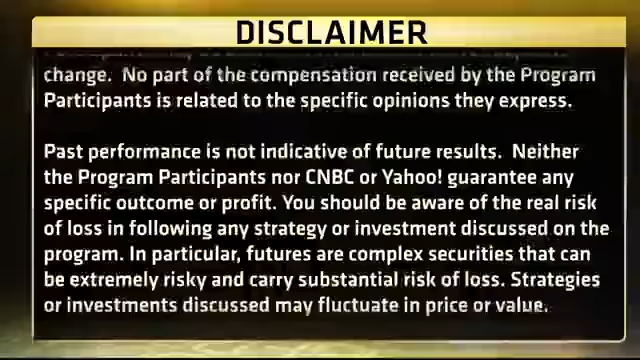 DISCLAIMER
change.  No part of the compensation received by the Program
Participants is related to the specific opinions they express.
Past performance is not indicative of future results.  Neither
the Program Participants nor CNBC or Yahoo! guarantee any
specific outcome or profit. You should be aware of the real risk
of loss in following any strategy or investment discussed on the
program. In particular, futures are complex securities that can
be extremely risky and carry substantial risk of loss. Strategies
or investments discussed may fluctuate in price or value.